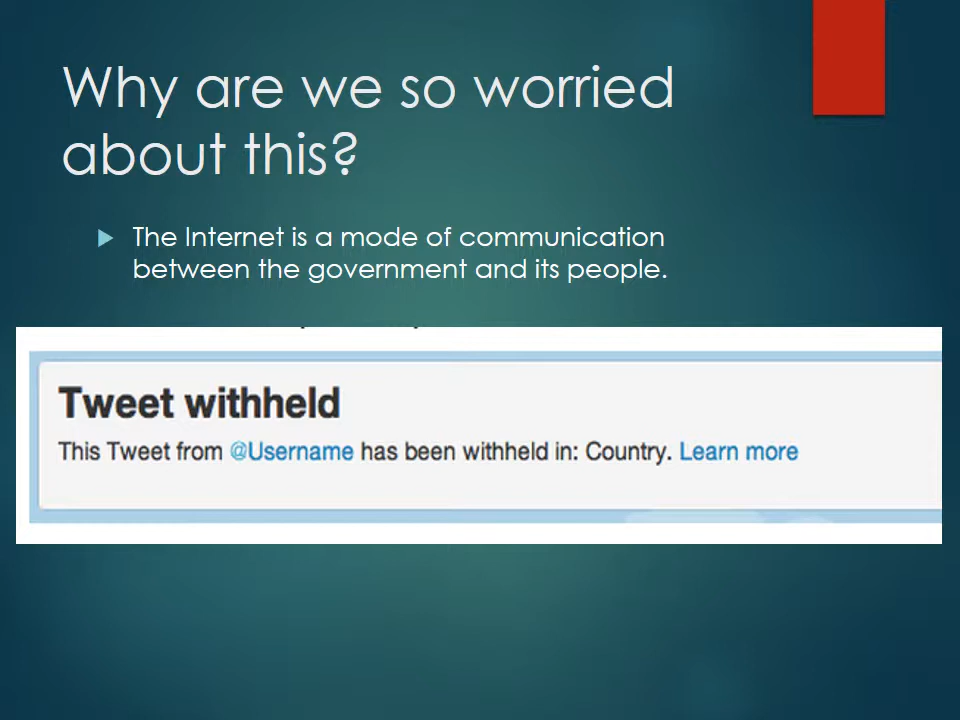 Why are we so worried
about this?
The Internet is a mode of communication
between the government and its people.
Tweet withheld
This Tweet from @Username has been withheld in: Country. Learn more